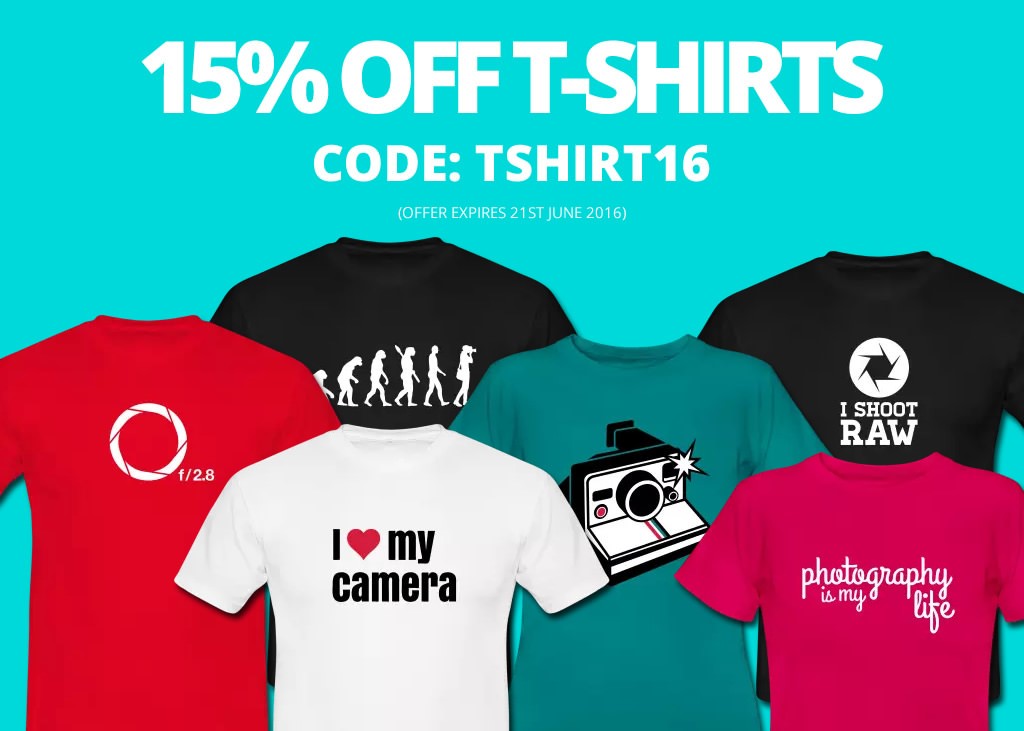 15% OFF T-SHIRTS
CODE: TSHIRT16
(OFFER EXPIRES 21ST JUNE 2016)
f/2.8
I ❤ my
camera
I SHOOT
RAW
photography
is my
life